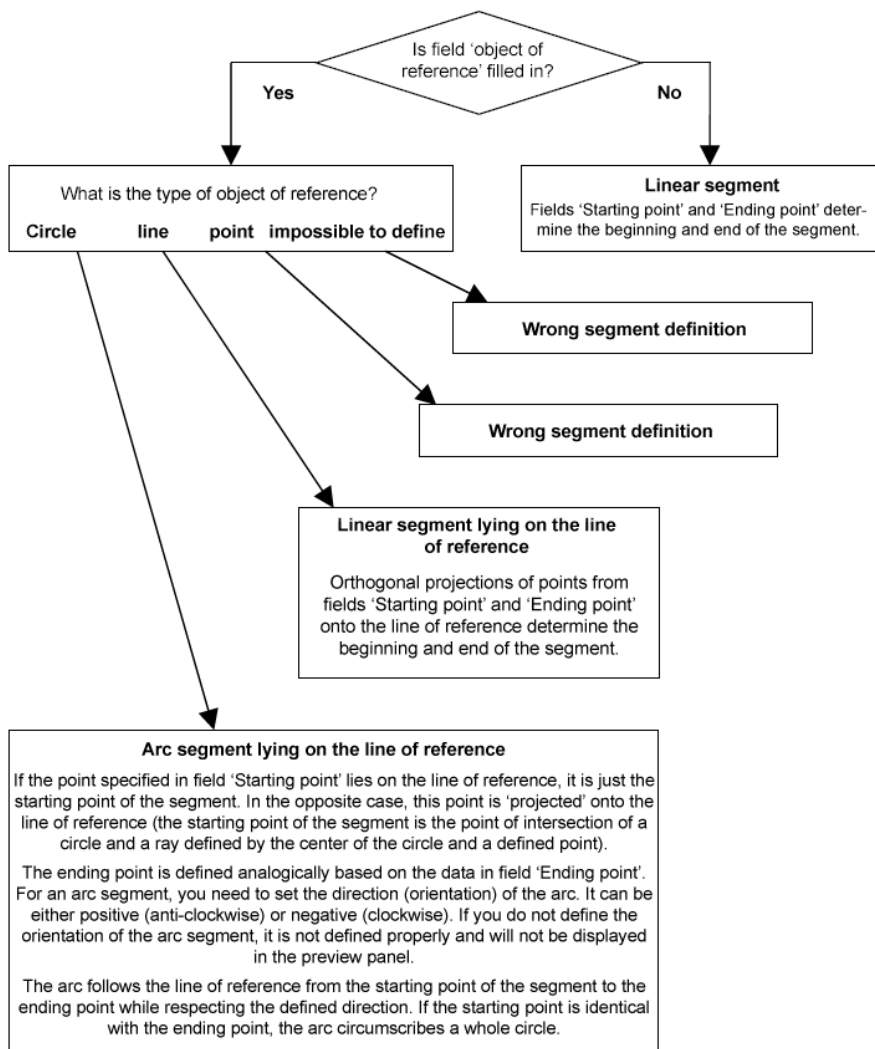 Is field ‘object of
reference’ filled in?
Yes
No
What is the type of object of reference?
Circle line point impossible to define
Linear segment
Fields ‘Starting point’ and ‘Ending point’ deter-
mine the beginning and end of the segment.
Wrong segment definition
Wrong segment definition
Linear segment lying on the line
of reference
Orthogonal projections of points from
fields ‘Starting point’ and ‘Ending point’
onto the line of reference determine the
beginning and end of the segment.
Arc segment lying on the line of reference
If the point specified in field ‘Starting point’ lies on the line of reference, it is just the
starting point of the segment. In the opposite case, this point is ‘projected’ onto the
line of reference (the starting point of the segment is the point of intersection of a
circle and a ray defined by the center of the circle and a defined point).
The ending point is defined analogically based on the data in field ‘Ending point’.
For an arc segment, you need to set the direction (orientation) of the arc. It can be
either positive (anti-clockwise) or negative (clockwise). If you do not define the
orientation of the arc segment, it is not defined properly and will not be displayed
in the preview panel.
The arc follows the line of reference from the starting point of the segment to the
ending point while respecting the defined direction. If the starting point is identical
with the ending point, the arc circumscribes a whole circle.